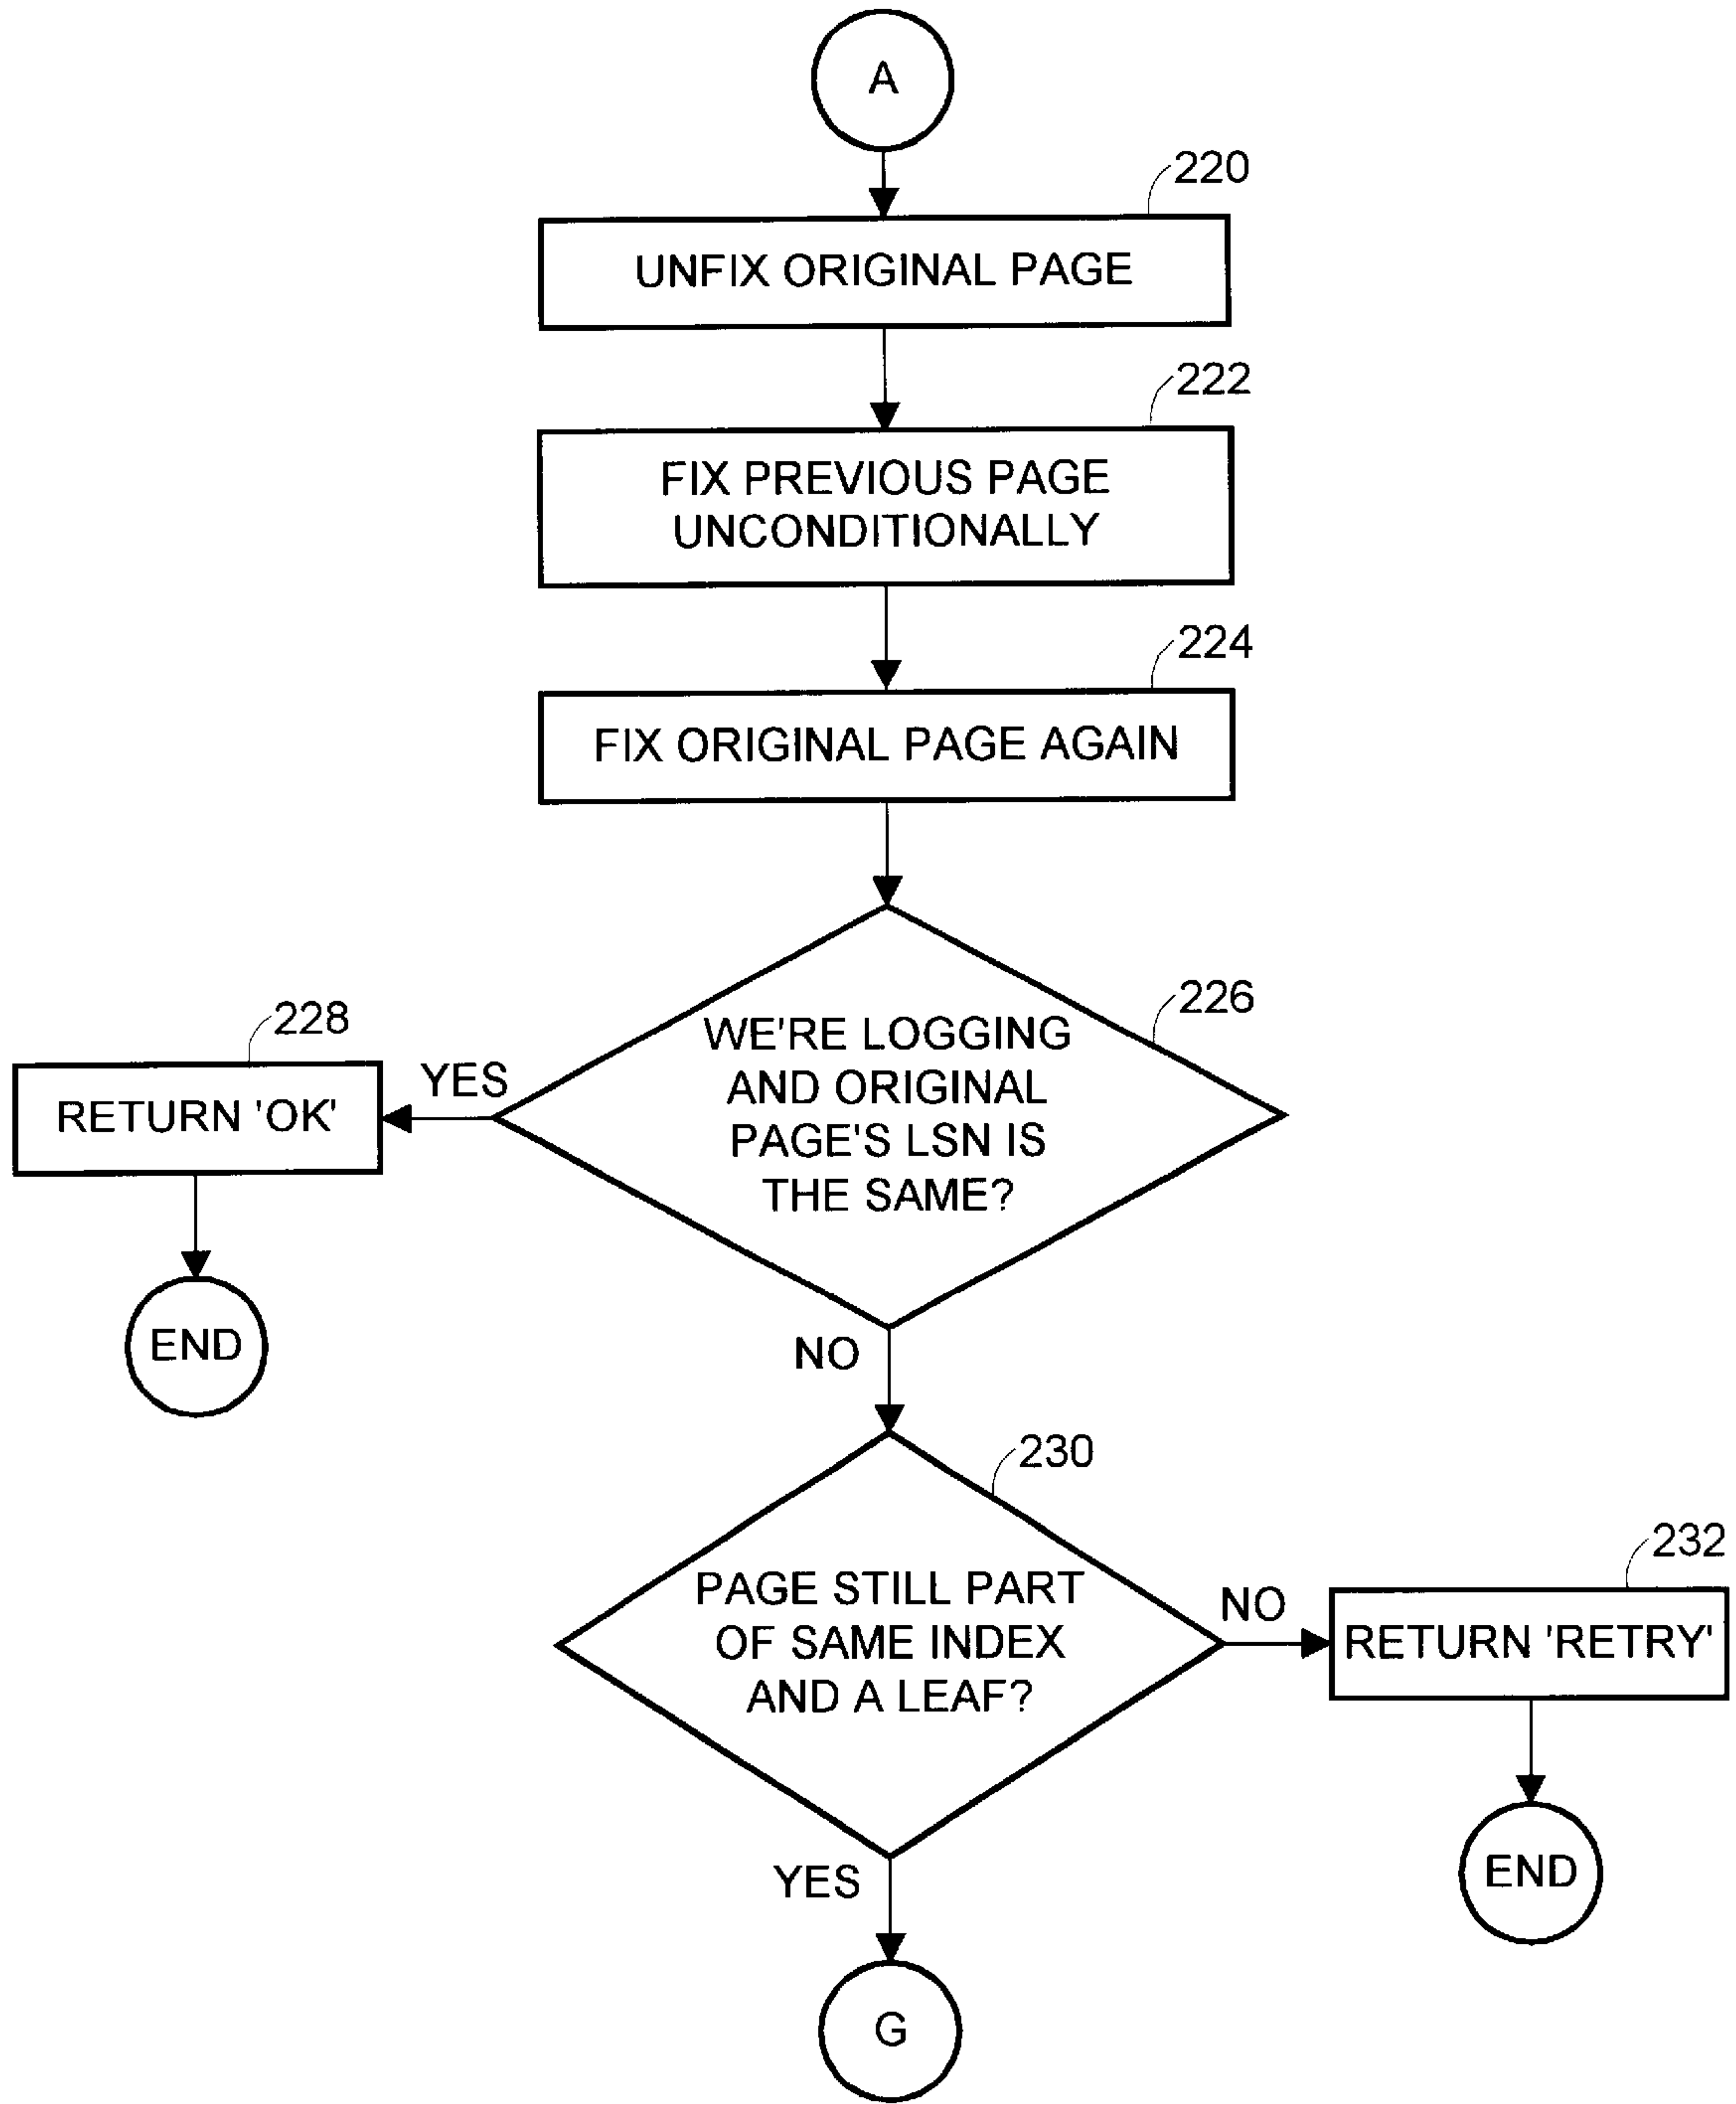 A
220
UNFIX ORIGINAL PAGE
222
FIX PREVIOUS PAGE
UNCONDITIONALLY
224
FIX ORIGINAL PAGE AGAIN
226
WE'RE LOGGING
AND ORIGINAL
PAGE'S LSN IS
THE SAME?
YES
228
RETURN 'OK'
END
NO
230
PAGE STILL PART
OF SAME INDEX
AND A LEAF?
NO
232
RETURN 'RETRY'
END
YES
G